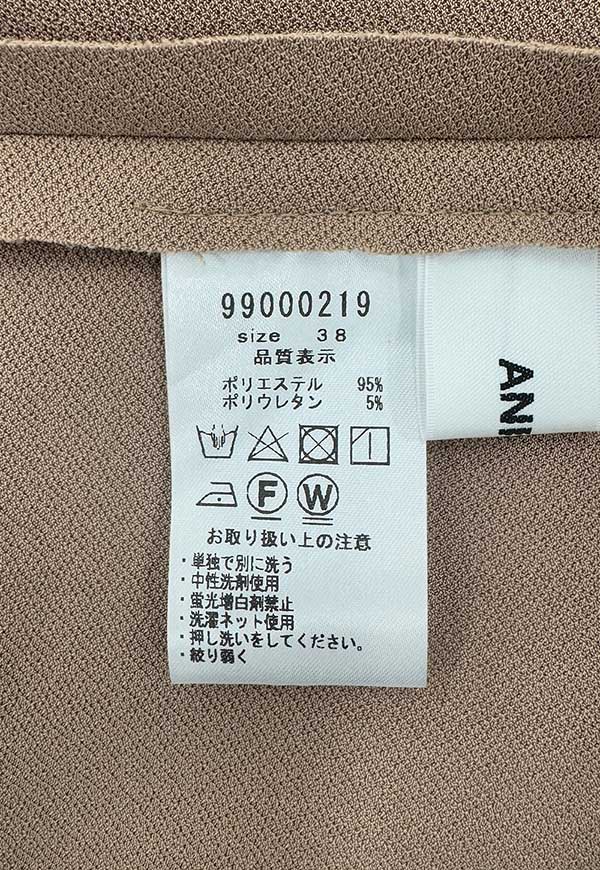 99000219
size 38
品質表示
ポリエステル 95%
ポリウレタン 5%
F W
お取り扱い上の注意
・単独で別に洗う
・中性洗剤使用
・蛍光増白剤禁止
・洗濯ネット使用
・押し洗いをしてください。
・絞り弱く